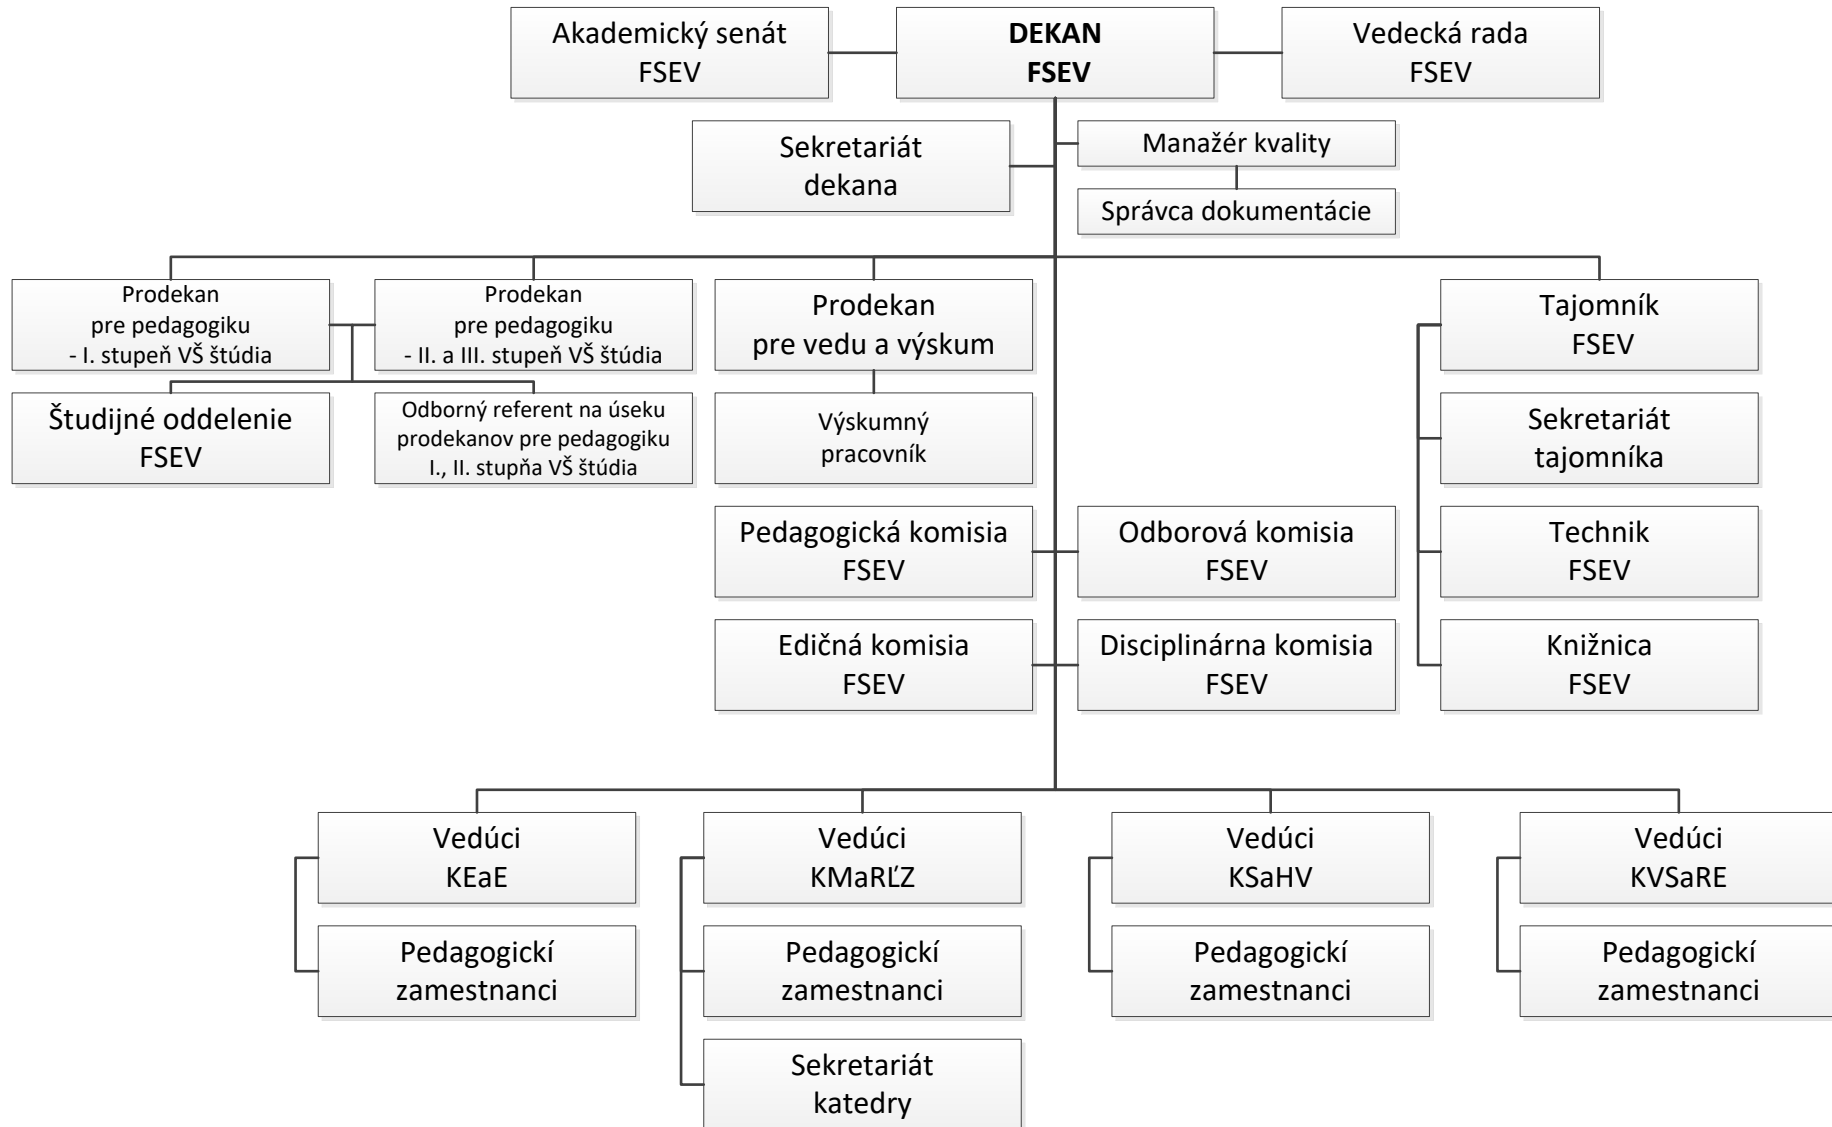 Akademický senát
FSEV
DEKAN
FSEV
Vedecká rada
FSEV
Sekretariát
dekana
Manažér kvality
Správca dokumentácie
Prodekan
pre pedagogiku
- I. stupeň VŠ štúdia
Prodekan
pre pedagogiku
- II. a III. stupeň VŠ štúdia
Prodekan
pre vedu a výskum
Tajomník
FSEV
Študijné oddelenie
FSEV
Odborný referent na úseku
prodekanov pre pedagogiku
I., II. stupňa VŠ štúdia
Výskumný
pracovník
Sekretariát
tajomníka
Pedagogická komisia
FSEV
Odborová komisia
FSEV
Technik
FSEV
Edičná komisia
FSEV
Disciplinárna komisia
FSEV
Knižnica
FSEV
Vedúci
KEaE
Vedúci
KMaRĽZ
Vedúci
KSaHV
Vedúci
KVSaRE
Pedagogickí
zamestnanci
Pedagogickí
zamestnanci
Pedagogickí
zamestnanci
Pedagogickí
zamestnanci
Sekretariát
katedry